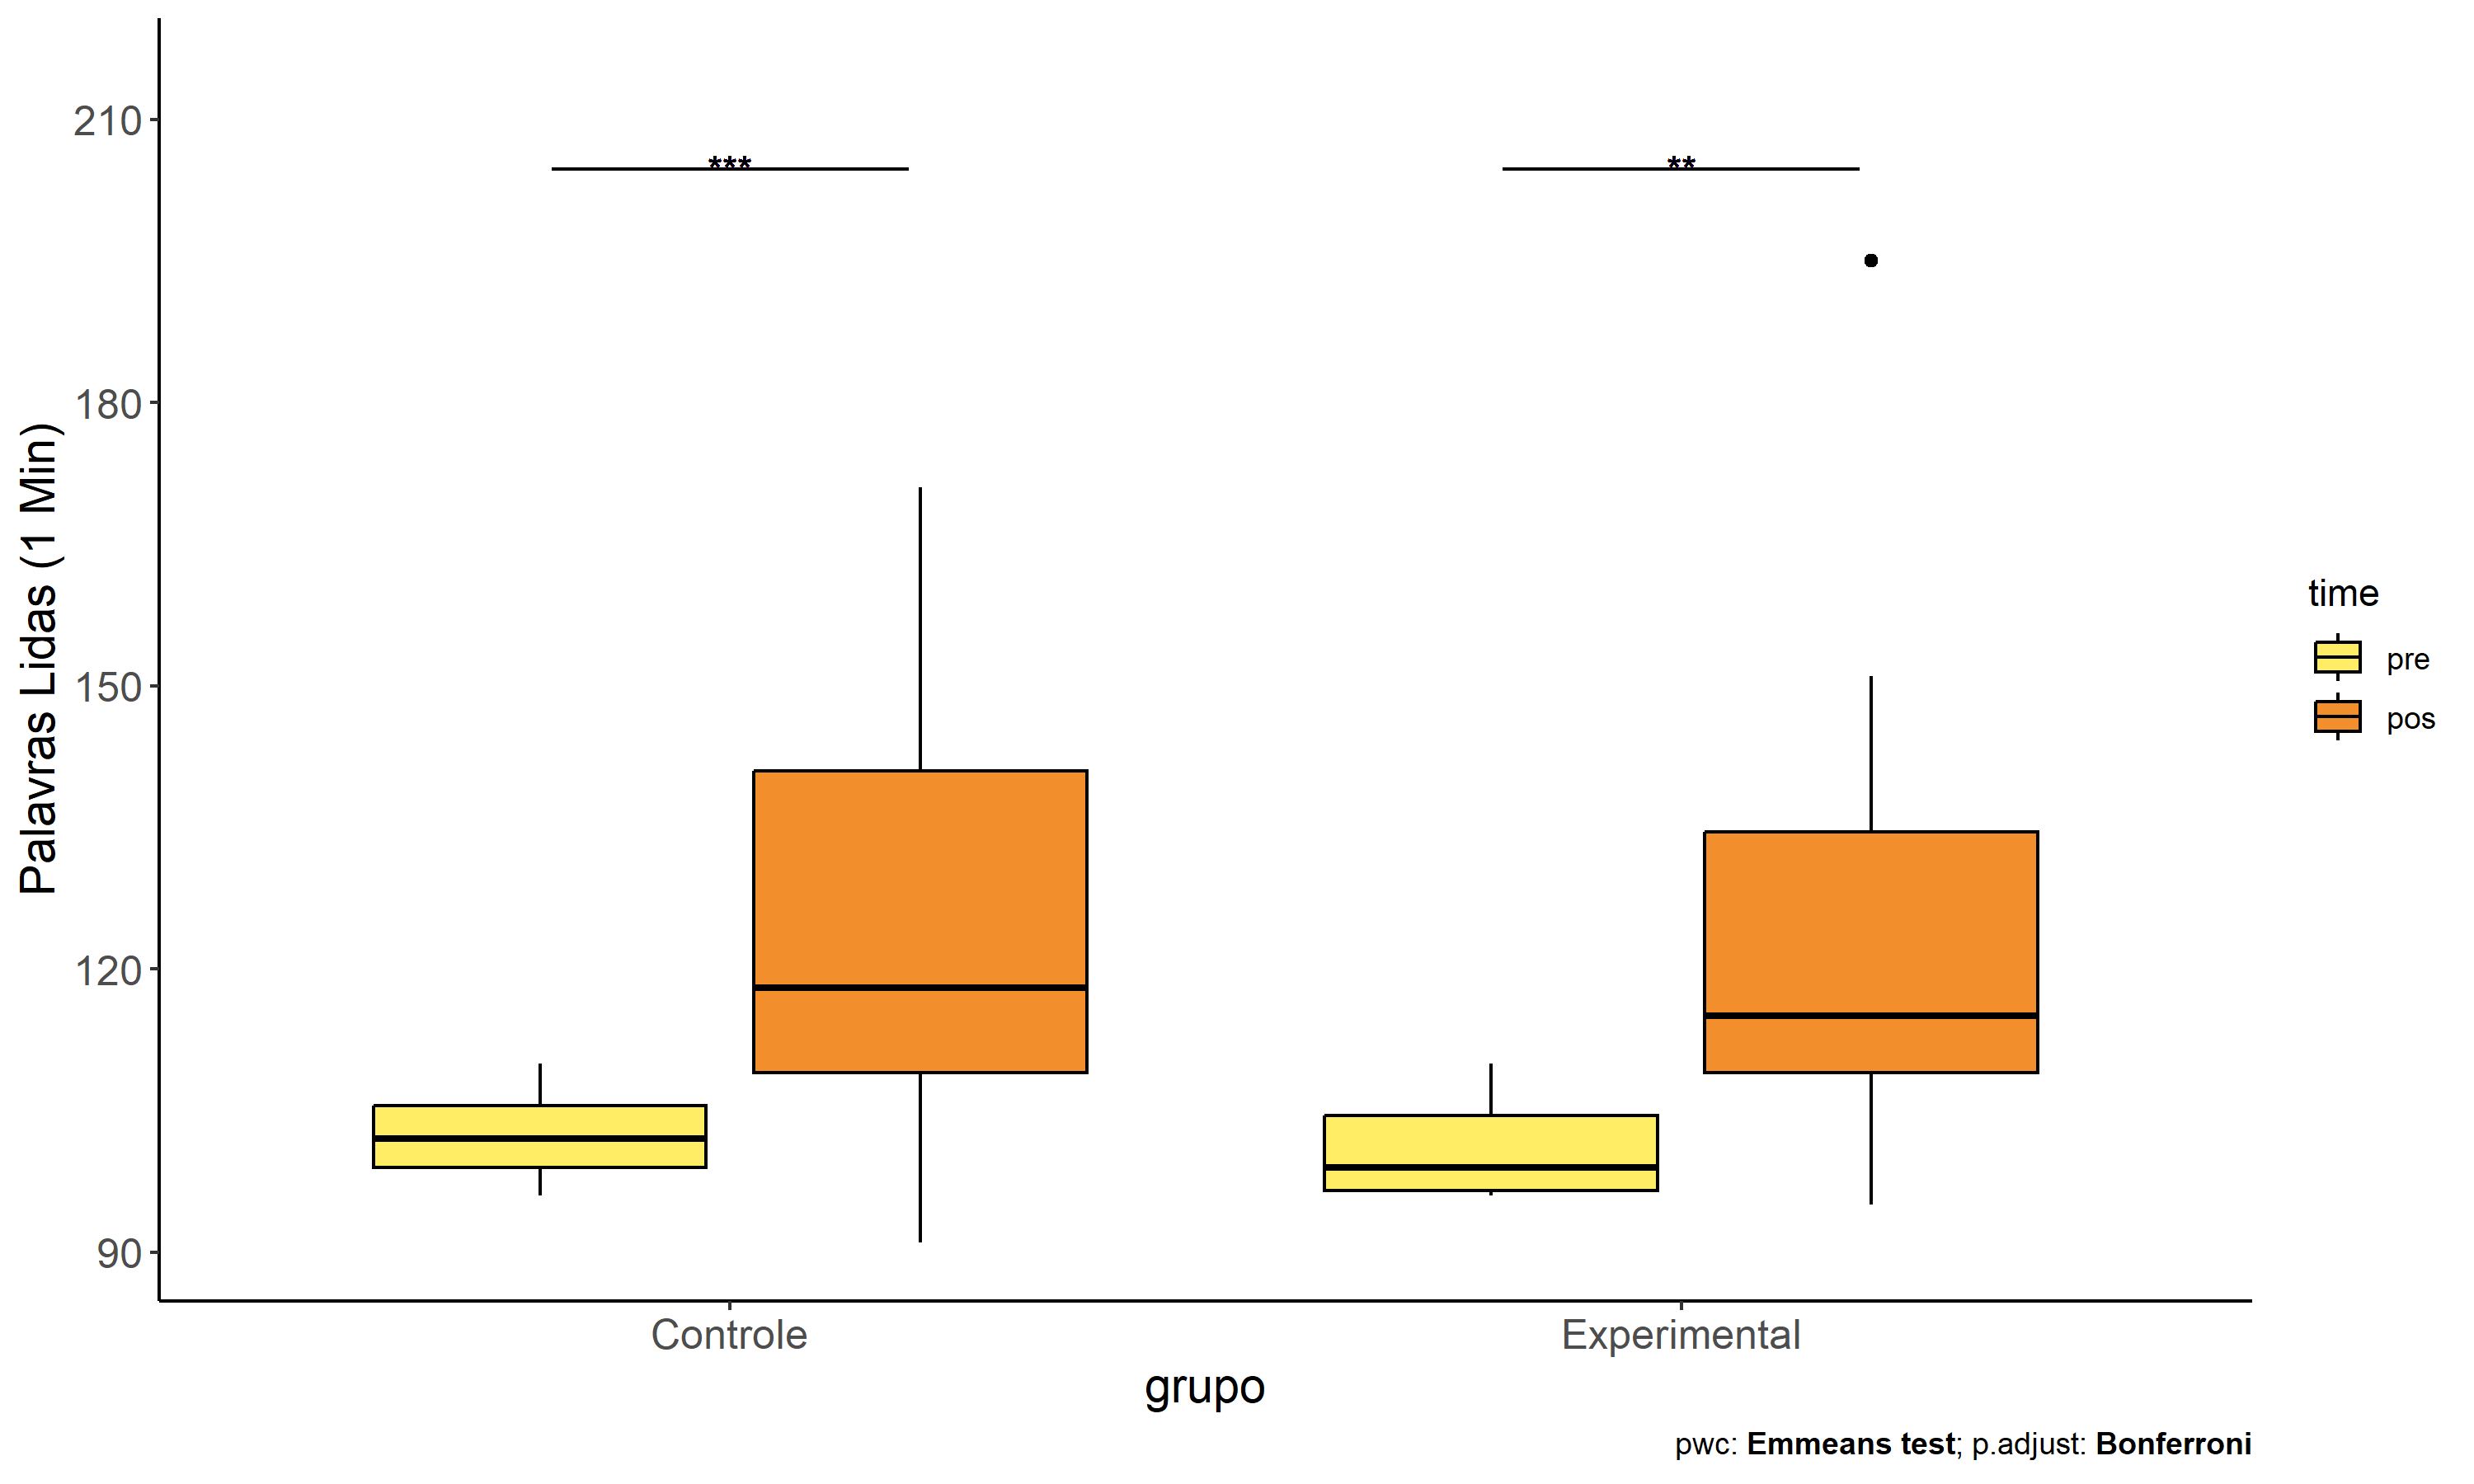 210
180
150
120
90
Palavras Lidas (1 Min)
***
**
Controle
Experimental
grupo
time
pre
pos
pwc: Emmeans test; p.adjust: Bonferroni